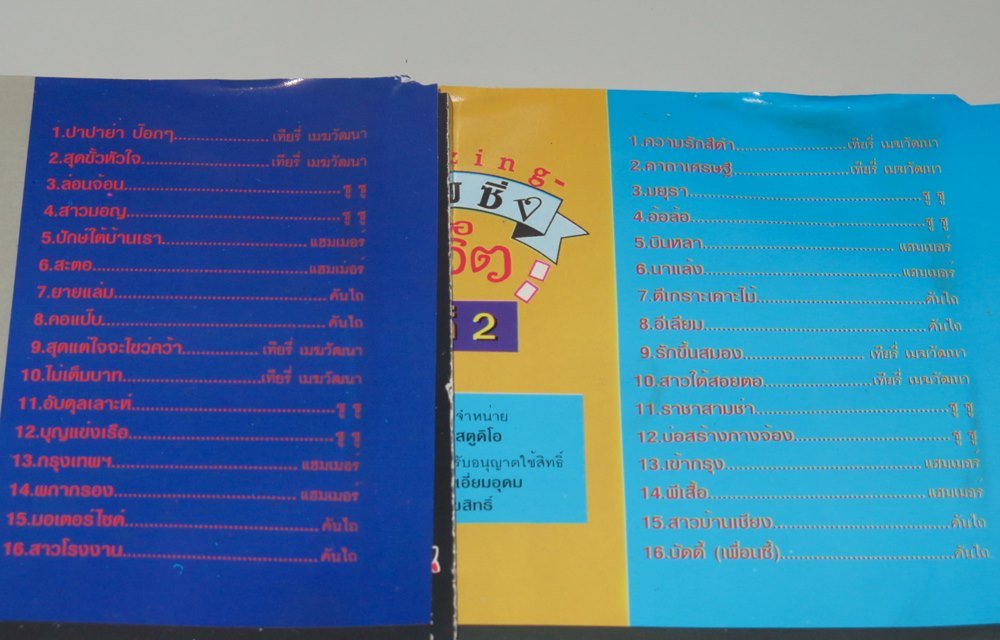 1.ปาปาย่า ป๊อกๆ..............................เทียรี่ เมฆวัฒนา
2.สุดขั้วหัวใจ..............................เทียรี่ เมฆวัฒนา
3.ล่อนจ้อน..............................ซู ซู
4.สาวมอญ..............................ซู ซู
5.ปักษ์ใต้บ้านเรา..............................แฮมเมอร์
6.สะตอ..............................แฮมเมอร์
7.ยายแล่ม..............................คันไถ
8.คอแป๊บ..............................คันไถ
9.สุดแต่ใจจะไขว่คว้า..............................เทียรี่ เมฆวัฒนา
10.ไม่เต็มบาท..............................เทียรี่ เมฆวัฒนา
11.อับดุลเลาะห์..............................ซู ซู
12.บุญแข่งเรือ..............................ซู ซู
13.กรุงเทพฯ..............................แฮมเมอร์
14.ผกากรอง..............................แฮมเมอร์
15.มอเตอร์ไซค์..............................คันไถ
16.สาวโรงงาน..............................คันไถ
zing-
ซิ่ง
2
จำหน่าย
สตูดิโอ
รับอนุญาตใช้สิทธิ์
เอี่ยมอุดม
สิทธิ์
1.ความรักสีดำ..............................เทียรี่ เมฆวัฒนา
2.คาถาเศรษฐี..............................เทียรี่ เมฆวัฒนา
3.มยุรา..............................ซู ซู
4.อ้อล้อ..............................ซู ซู
5.บินหลา..............................แฮมเมอร์
6.นาแล้ง..............................แฮมเมอร์
7.ตีเกราะเคาะไม้..............................คันไถ
8.อีเลียม..............................คันไถ
9.รักขึ้นสมอง..............................เทียรี่ เมฆวัฒนา
10.สาวใต้สอยตอ..............................เทียรี่ เมฆวัฒนา
11.ราชาสามช่า..............................ซู ซู
12.บ่อสร้างกางจ้อง..............................ซู ซู
13.เข้ากรุง..............................แฮมเมอร์
14.ผีเสื้อ..............................แฮมเมอร์
15.สาวบ้านเชียง..............................คันไถ
16.บัดดี้ (เพื่อนซี้)..............................คันไถ